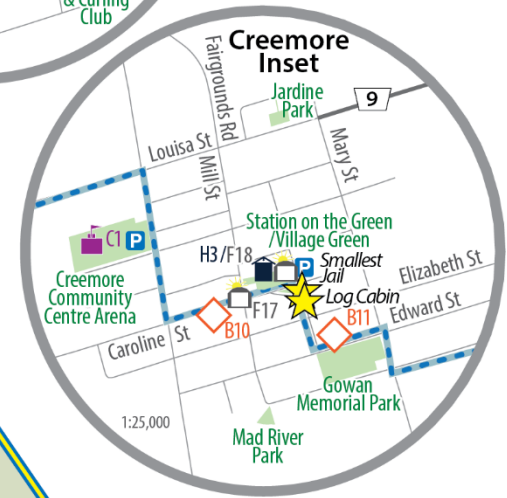 & Curling
Club
Creemore
Inset
Fairgrounds Rd
Jardine
Park
9
Louisa St
Mill St
Mary St
C1 P
Station on the Green
/Village Green
H3/F18
P
Smallest
Jail
Elizabeth St
Creemore
Community
Centre Arena
Log Cabin
F17
B11
Edward St
B10
Caroline St
Gowan
Memorial Park
1:25,000
Mad River
Park